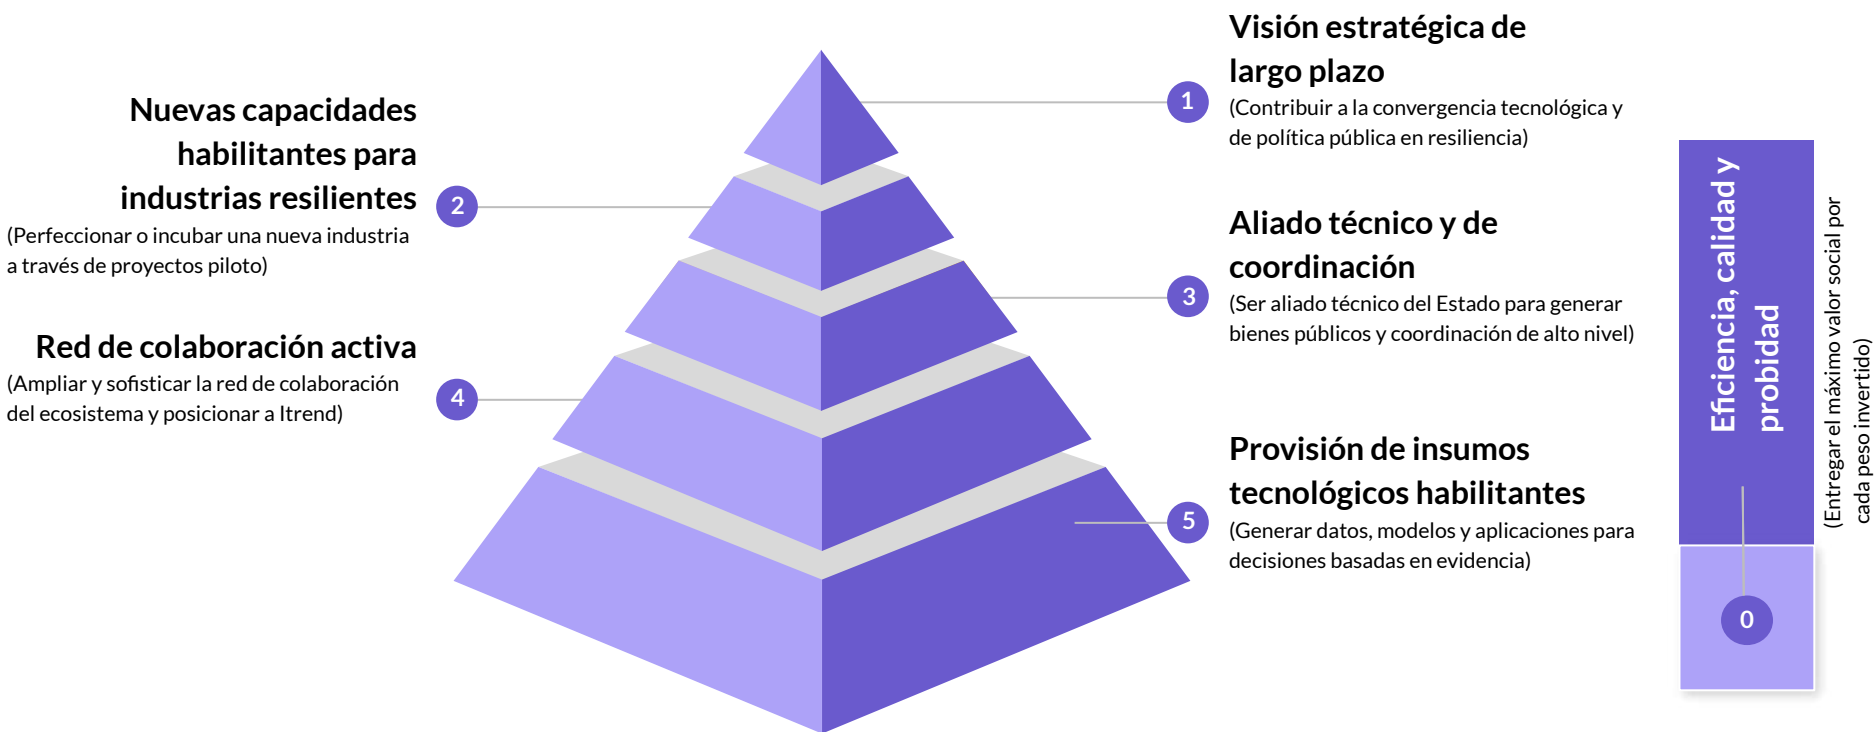 Visión estratégica de
largo plazo
(Contribuir a la convergencia tecnológica y
de política pública en resiliencia)
1
Nuevas capacidades
habilitantes para
industrias resilientes
(Perfeccionar o incubar una nueva industria
a través de proyectos piloto)
2
Aliado técnico y de
coordinación
(Ser aliado técnico del Estado para generar
bienes públicos y coordinación de alto nivel)
3
Red de colaboración activa
(Ampliar y sofisticar la red de colaboración
del ecosistema y posicionar a Itrend)
4
Provisión de insumos
tecnológicos habilitantes
(Generar datos, modelos y aplicaciones para
decisiones basadas en evidencia)
5
Eficiencia, calidad y
probidad
(Entregar el máximo valor social por
cada peso invertido)
0